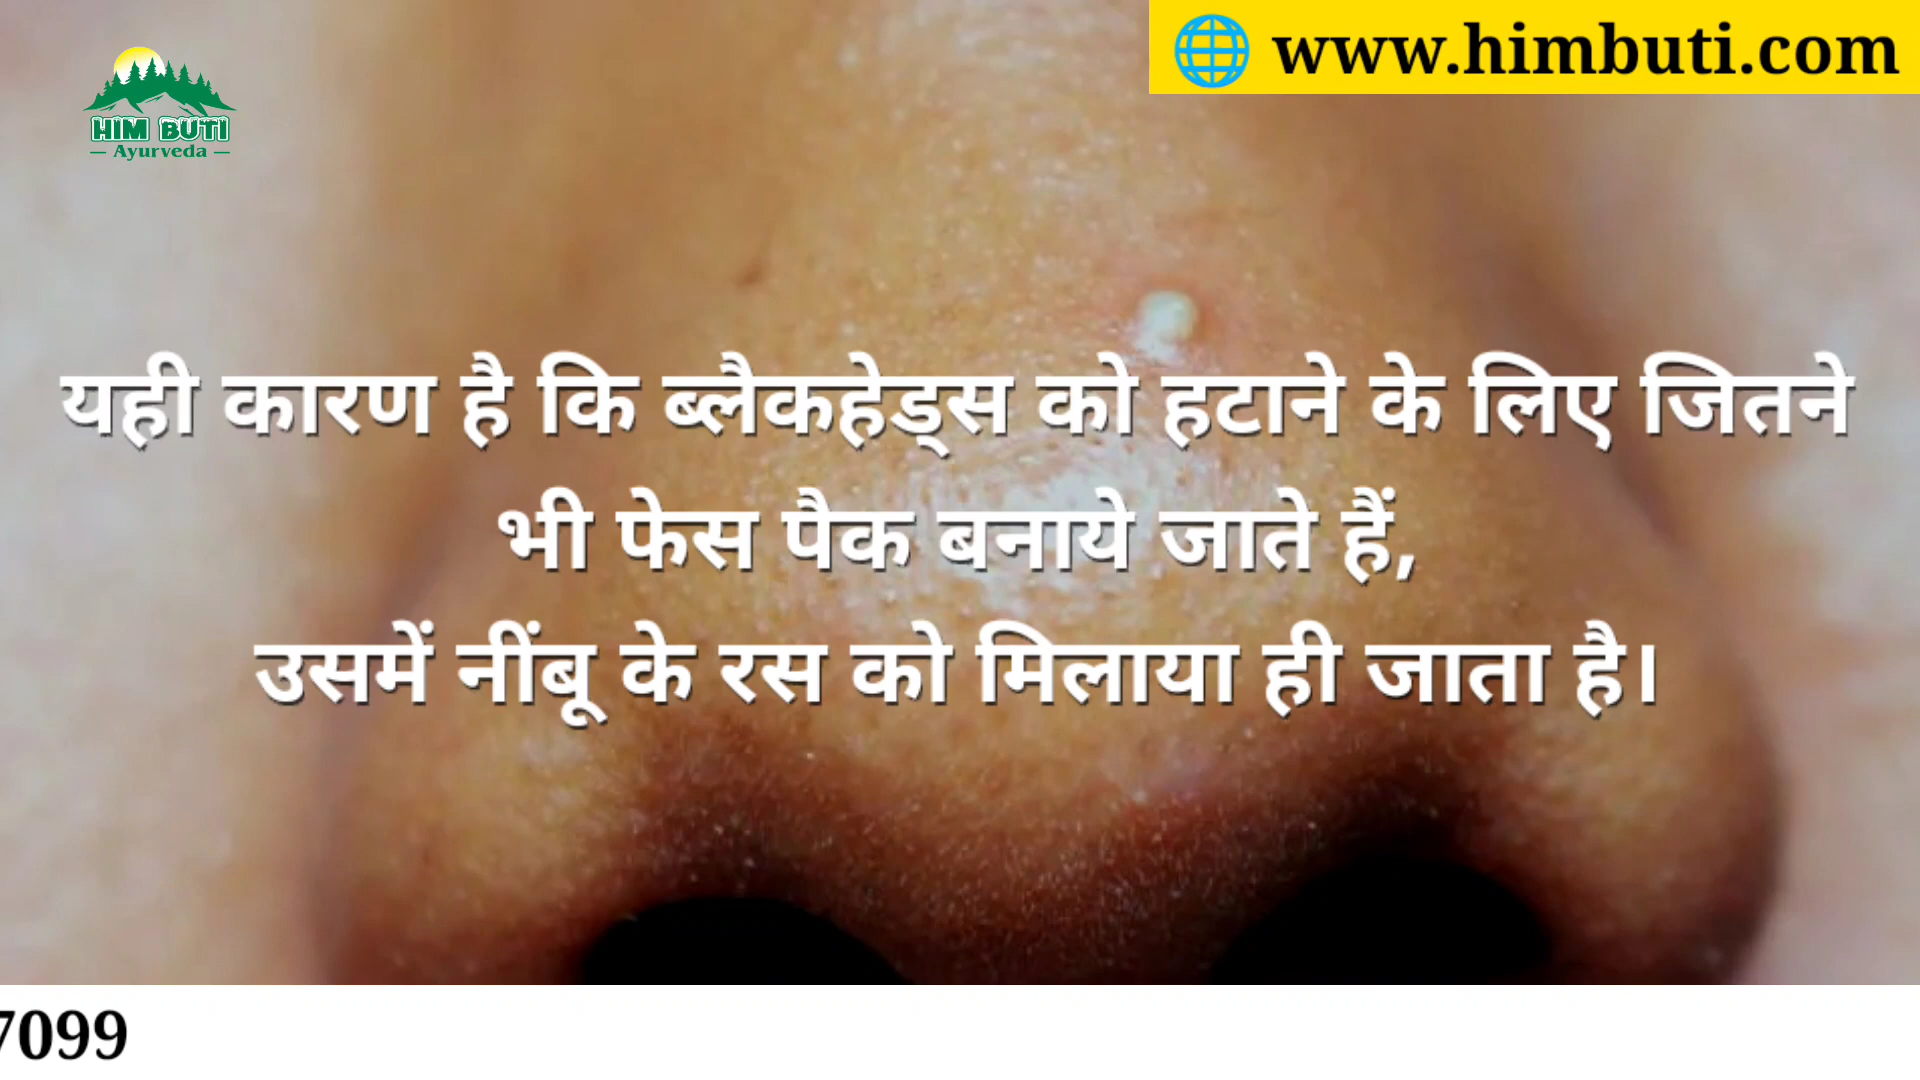 www.himbuti.com
HIM BUTI
Ayurveda
यही कारण है कि ब्लैकहेड्स को हटाने के लिए जितने
भी फेस पैक बनाये जाते हैं,
उसमें नींबू के रस को मिलाया ही जाता है।
7099